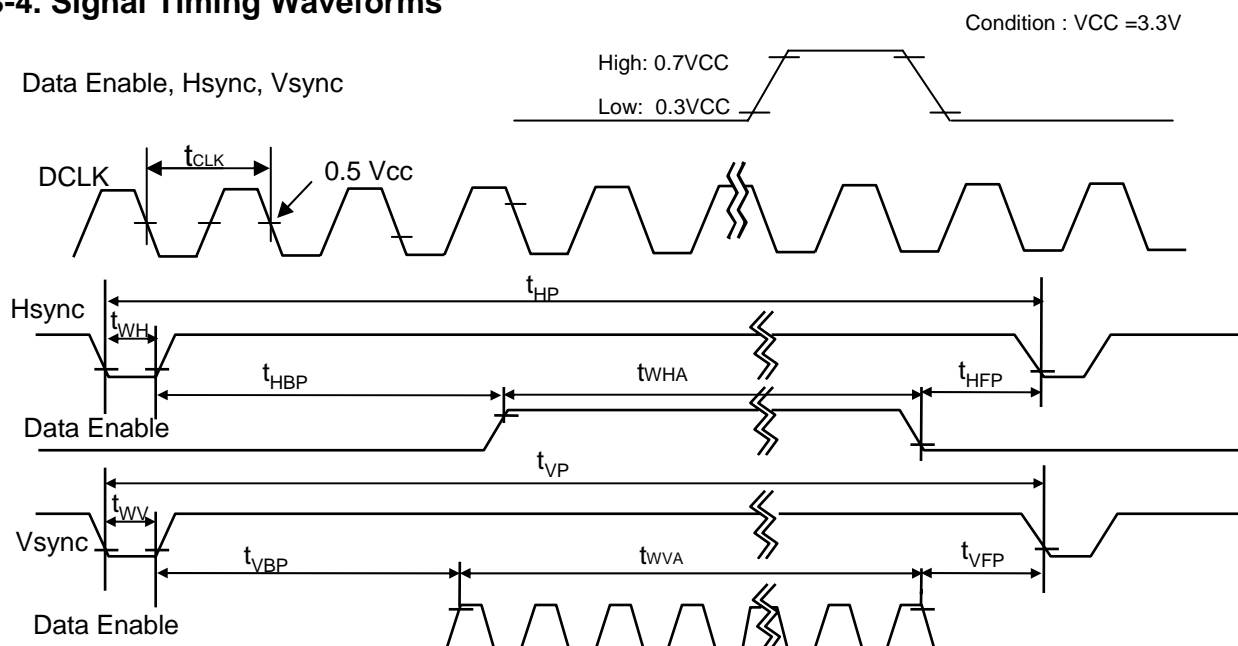 -4. Signal Timing Waveforms
Condition : VCC =3.3V
Data Enable, Hsync, Vsync
High: 0.7VCC
Low: 0.3VCC
tCLK
DCLK
0.5 Vcc
tHP
Hsync
tWH
tHBP
tWHA
tHFP
Data Enable
tVP
tWV
Vsync
tVBP
tWVA
tVFP
Data Enable